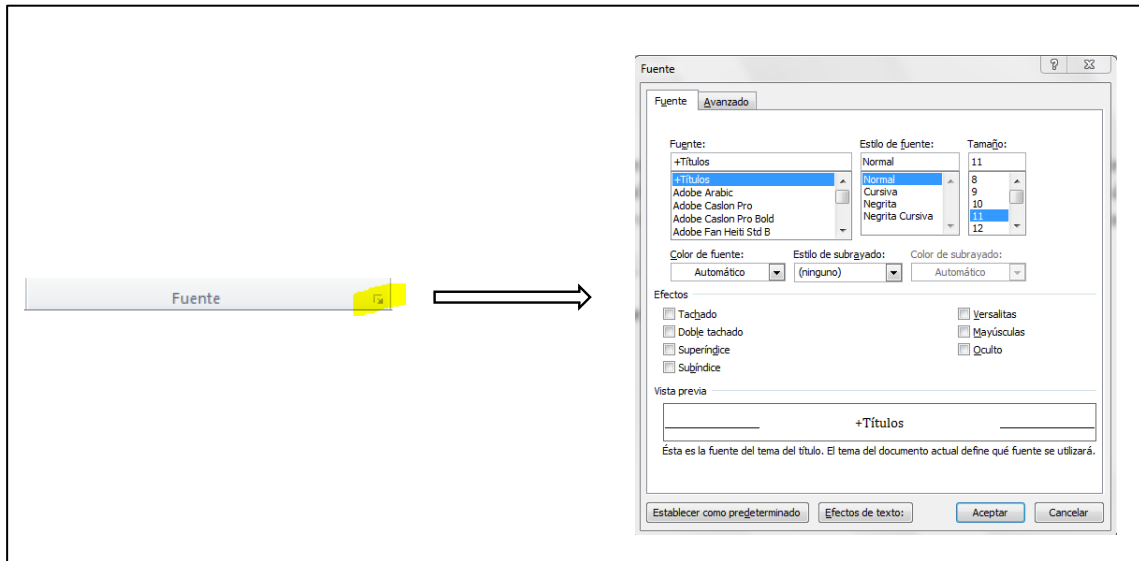 Fuente
Fuente
Fuente Avanzado
Fuente: Estilo de fuente: Tamaño:
+Títulos Normal 11
+Títulos Normal 8
Adobe Arabic Cursiva 9
Adobe Caslon Pro Negrita 10
Adobe Caslon Pro Bold Negrita Cursiva 11
Adobe Fan Heiti Std B 12
Color de fuente: Estilo de subrayado: Color de subrayado:
Automático (ninguno) Automático
Efectos
Tachado Versalitas
Doble tachado Mayúsculas
Superíndice Oculto
Subíndice
Vista previa
+Títulos
Ésta es la fuente del tema del título. El tema del documento actual define qué fuente se utilizará.
Establecer como predeterminado Efectos de texto: Aceptar Cancelar